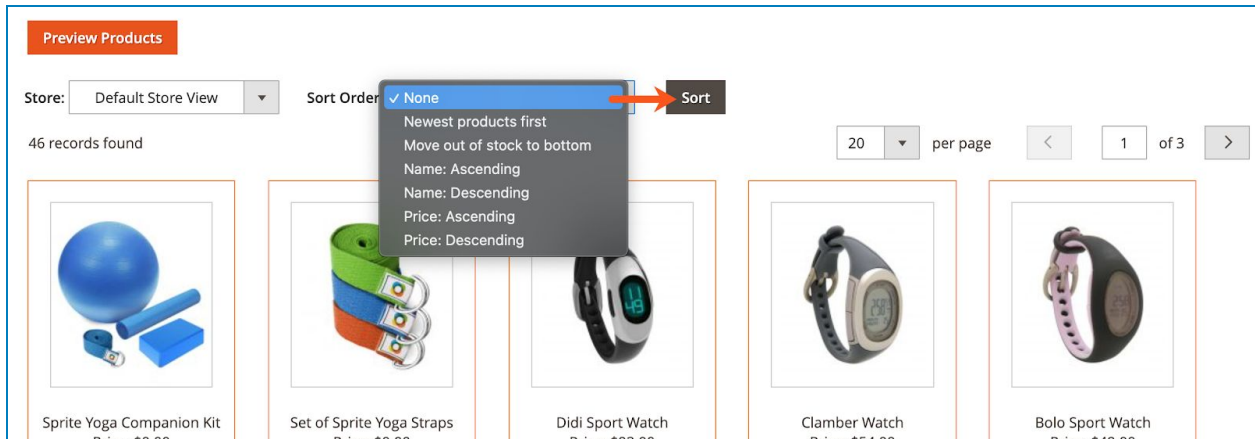 Preview Products
Store: Default Store View Sort Order ✓ None Sort
Newest products first
Move out of stock to bottom
Name: Ascending
Name: Descending
Price: Ascending
Price: Descending
46 records found 20 per page 1 of 3
Sprite Yoga Companion Kit Set of Sprite Yoga Straps Didi Sport Watch Clamber Watch Bolo Sport Watch